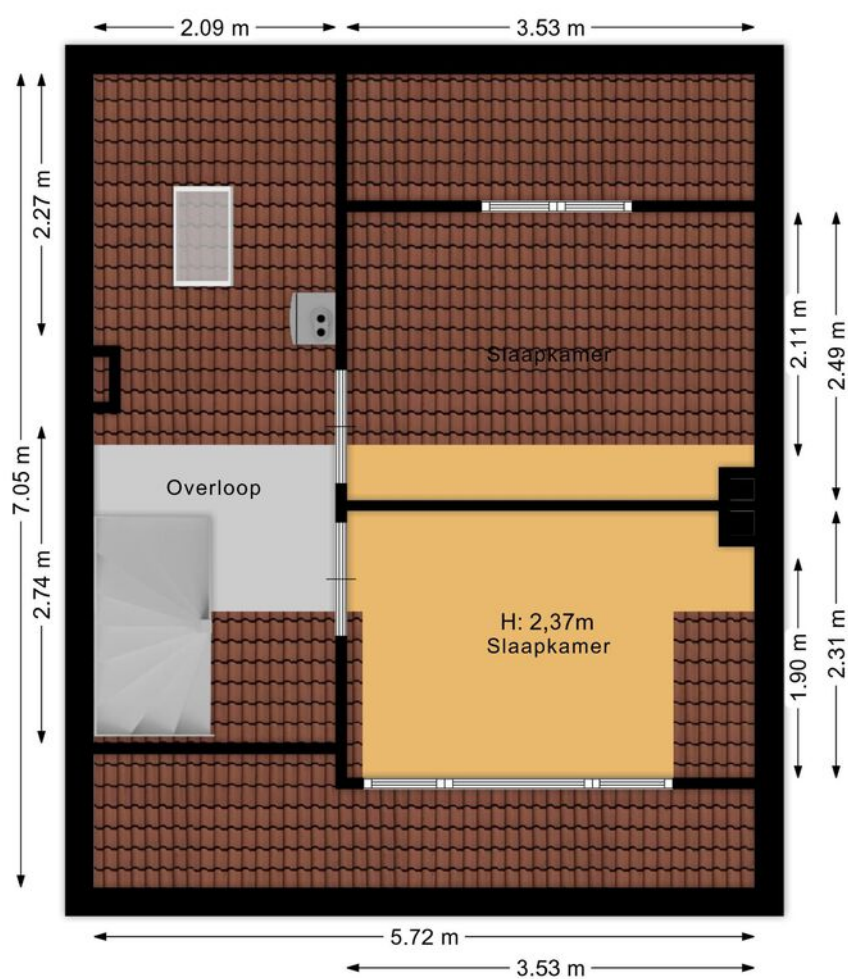 2.09 m
3.53 m
2.27 m
2.11 m
2.49 m
Slaapkamer
7.05 m
Overloop
2.74 m
H: 2,37m
Slaapkamer
1.90 m
2.31 m
5.72 m
3.53 m